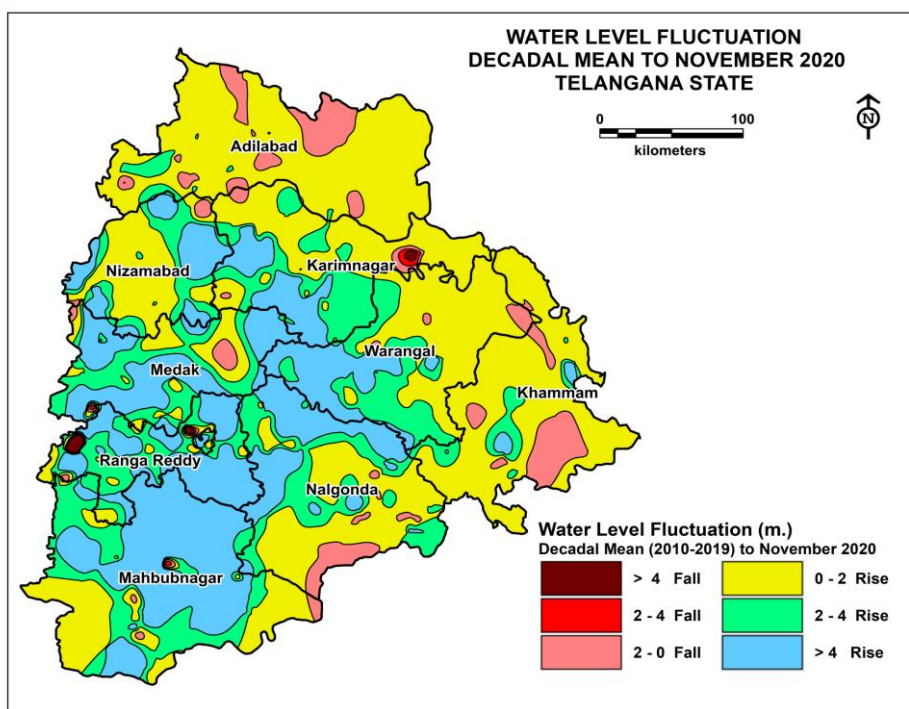 WATER LEVEL FLUCTUATION
DECADAL MEAN TO NOVEMBER 2020
TELANGANA STATE
0 100
kilometers
N
Adilabad
Nizamabad
Karimnagar
Warangal
Medak
Khammam
Ranga Reddy
Nalgonda
Mahbubnagar
Water Level Fluctuation (m.)
Decadal Mean (2010-2019) to November 2020
> 4 Fall 0 - 2 Rise
2 - 4 Fall 2 - 4 Rise
2 - 0 Fall > 4 Rise